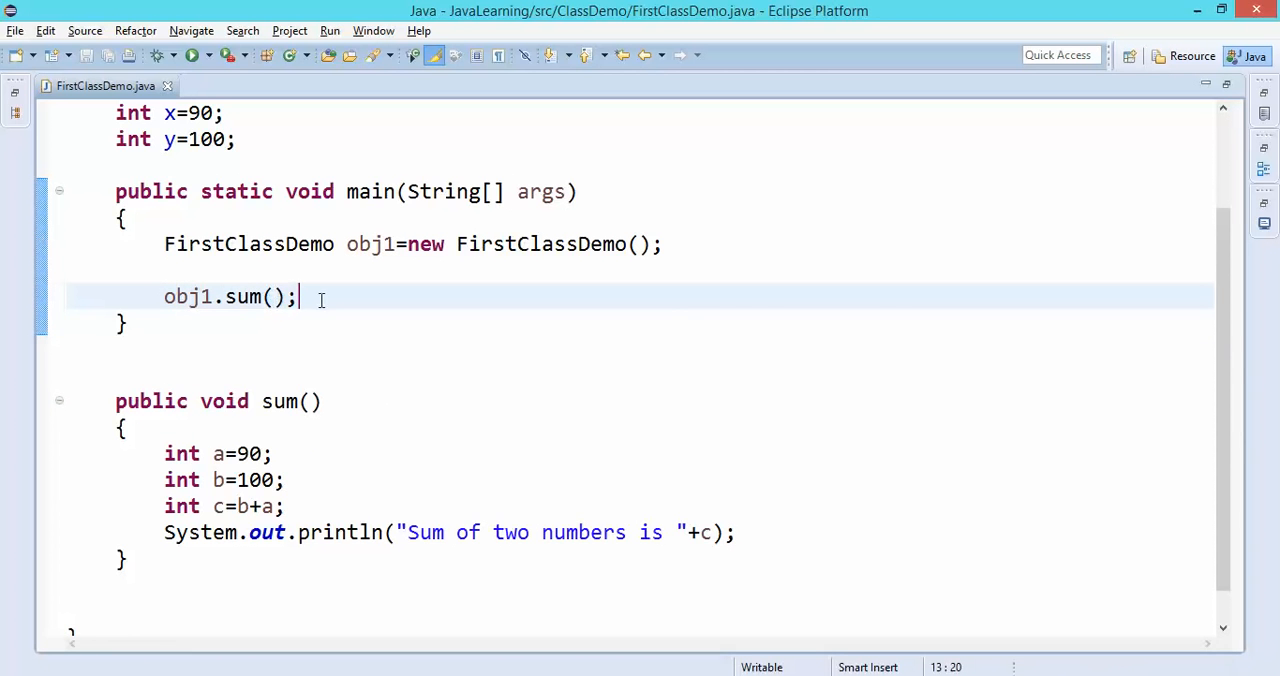 Java - JavaLearning/src/ClassDemo/FirstClassDemo.java - Eclipse Platform
File Edit Source Refactor Navigate Search Project Run Window Help
Quick Access Resource Java
FirstClassDemo.java
int x=90;
int y=100;
public static void main(String[] args)
{
FirstClassDemo obj1=new FirstClassDemo();
obj1.sum();
}
public void sum()
{
int a=90;
int b=100;
int c=b+a;
System.out.println("Sum of two numbers is "+c);
}
}
Writable Smart Insert 13 : 20